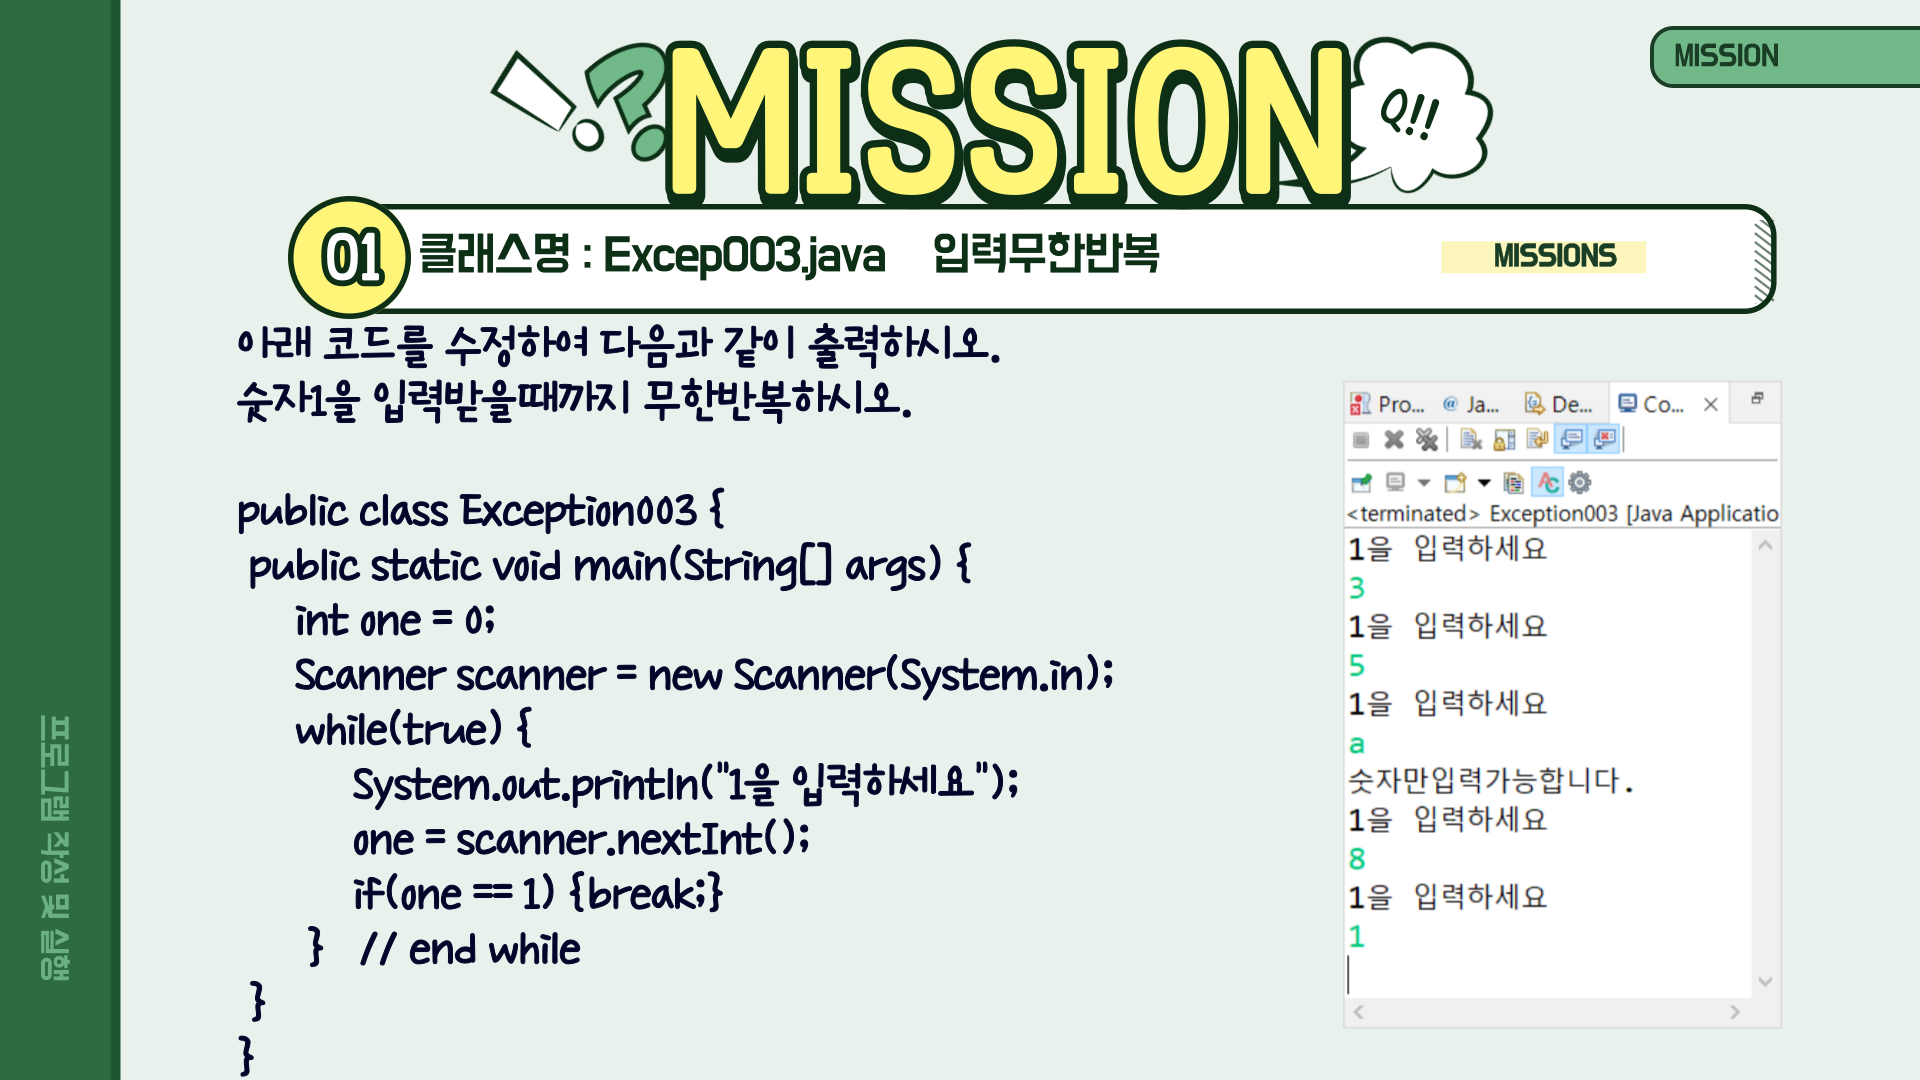 MISSION
MISSION
Q!!
01
클래스명 : Excep003.java 입력무한반복
MISSIONS
아래 코드를 수정하여 다음과 같이 출력하시오.
숫자1을 입력받을때까지 무한반복하시오.
public class Exception003 {
public static void main(String[] args) {
int one = 0;
Scanner scanner = new Scanner(System.in);
while(true) {
System.out.println("1을 입력하세요");
one = scanner.nextInt();
if(one == 1) {break;}
} // end while
}
}
Pro... @ Ja... De... Co...
<terminated> Exception003 [Java Applicatio
1을 입력하세요
3
1을 입력하세요
5
1을 입력하세요
a
숫자만입력가능합니다.
1을 입력하세요
8
1을 입력하세요
1
프로그램 작성 및 실행